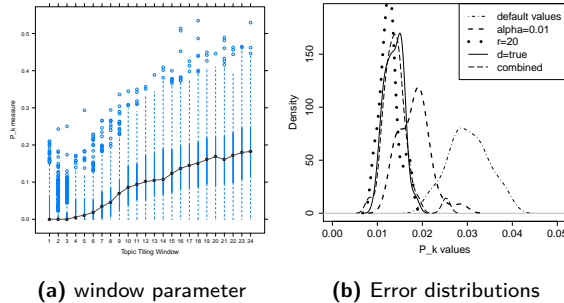 0.5
0.4
0.3
0.2
0.1
0.0
P_k measure
1 2 3 4 5 6 7 8 9 10 11 12 13 14 15 16 17 18 19 20 21 22 23 24
Topic Tiling Window
(a) window parameter
150
100
50
0
Density
default values
alpha=0.01
r=20
d=true
combined
0.00 0.01 0.02 0.03 0.04 0.05
P_k values
(b) Error distributions